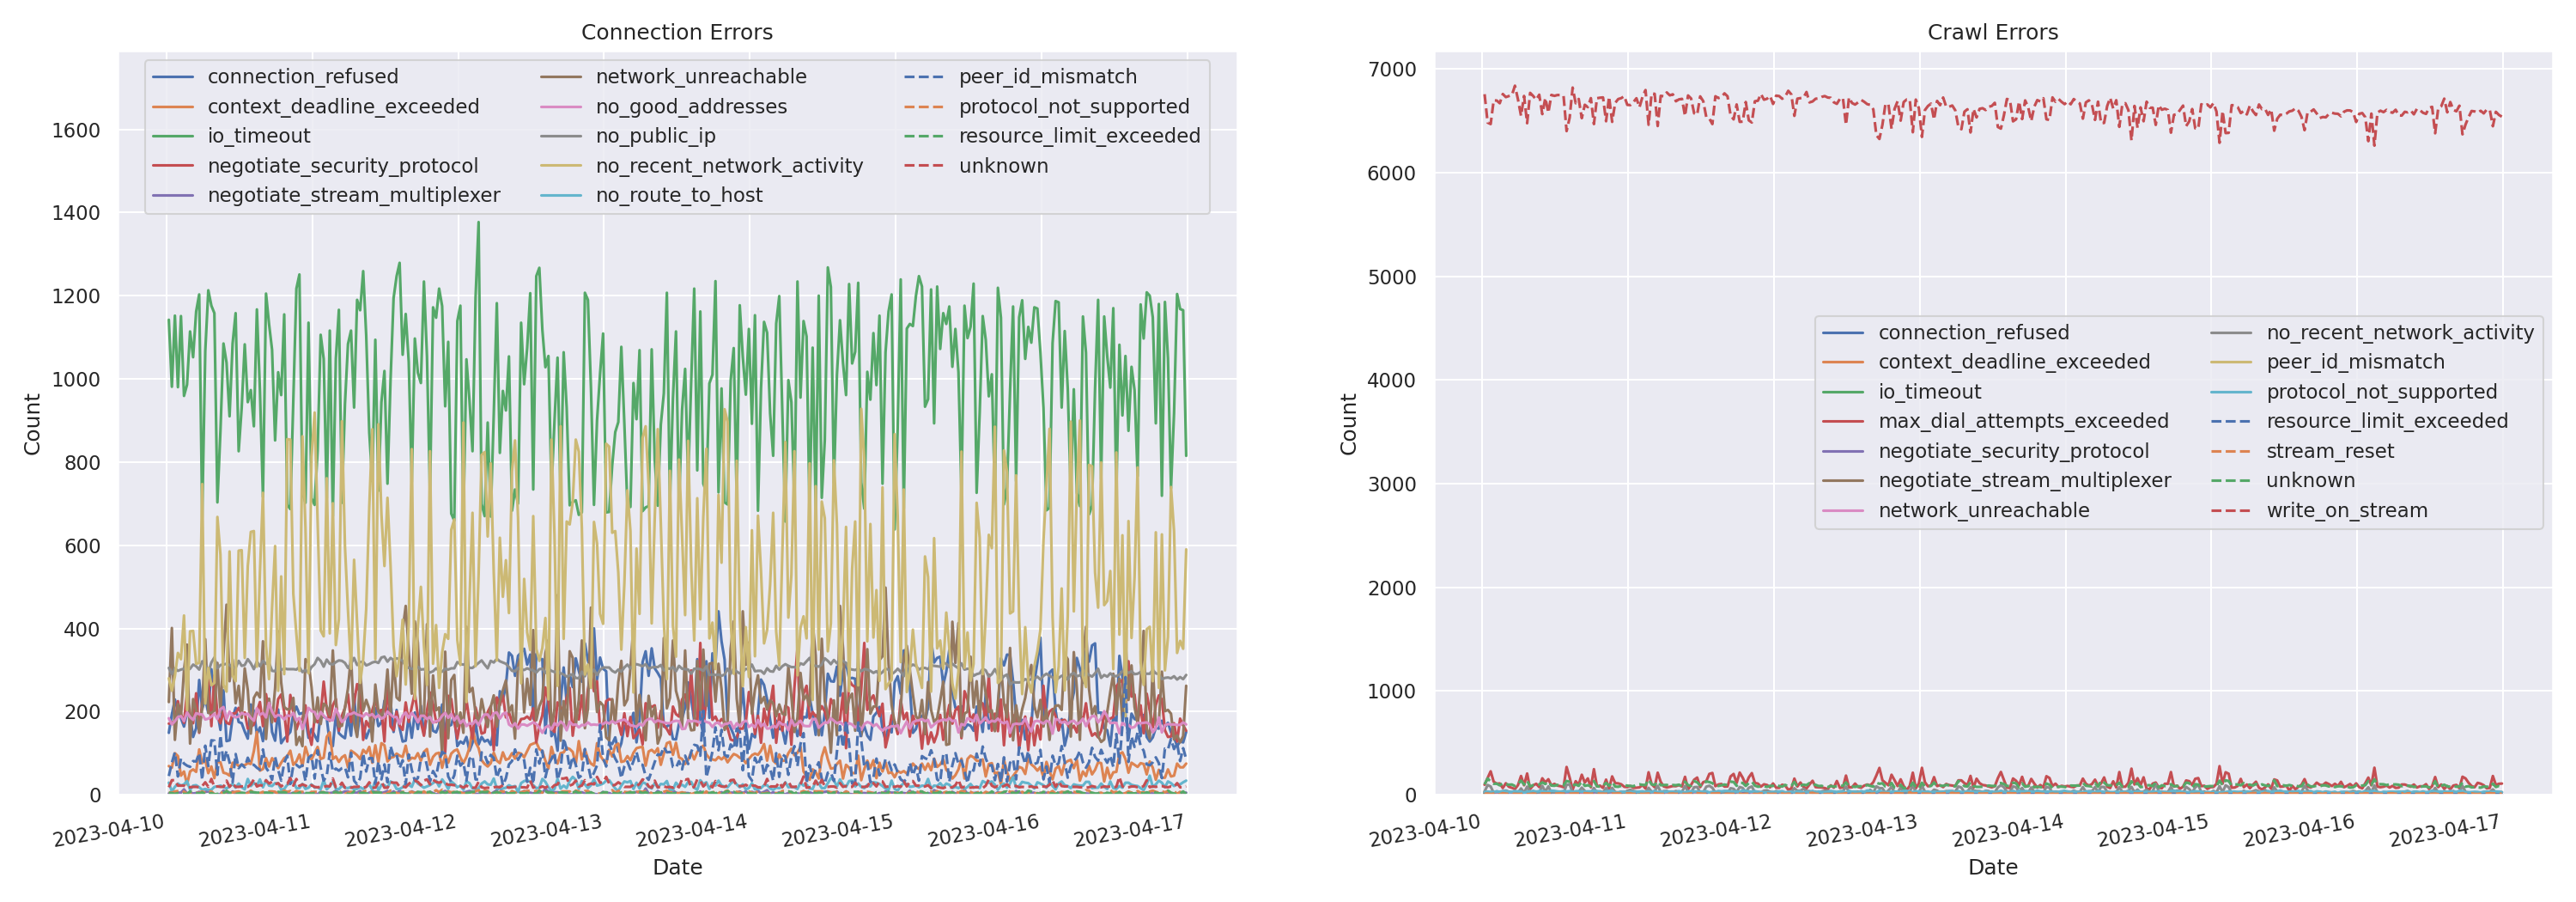 Connection Errors
connection_refused
context_deadline_exceeded
io_timeout
negotiate_security_protocol
negotiate_stream_multiplexer
network_unreachable
no_good_addresses
no_public_ip
no_recent_network_activity
no_route_to_host
peer_id_mismatch
protocol_not_supported
resource_limit_exceeded
unknown
Count
1600
1400
1200
1000
800
600
400
200
0
2023-04-10
2023-04-11
2023-04-12
2023-04-13
2023-04-14
2023-04-15
2023-04-16
2023-04-17
Date
Crawl Errors
7000
6000
5000
4000
3000
2000
1000
0
Count
connection_refused
context_deadline_exceeded
io_timeout
max_dial_attempts_exceeded
negotiate_security_protocol
negotiate_stream_multiplexer
network_unreachable
no_recent_network_activity
peer_id_mismatch
protocol_not_supported
resource_limit_exceeded
stream_reset
unknown
write_on_stream
2023-04-10
2023-04-11
2023-04-12
2023-04-13
2023-04-14
2023-04-15
2023-04-16
2023-04-17
Date